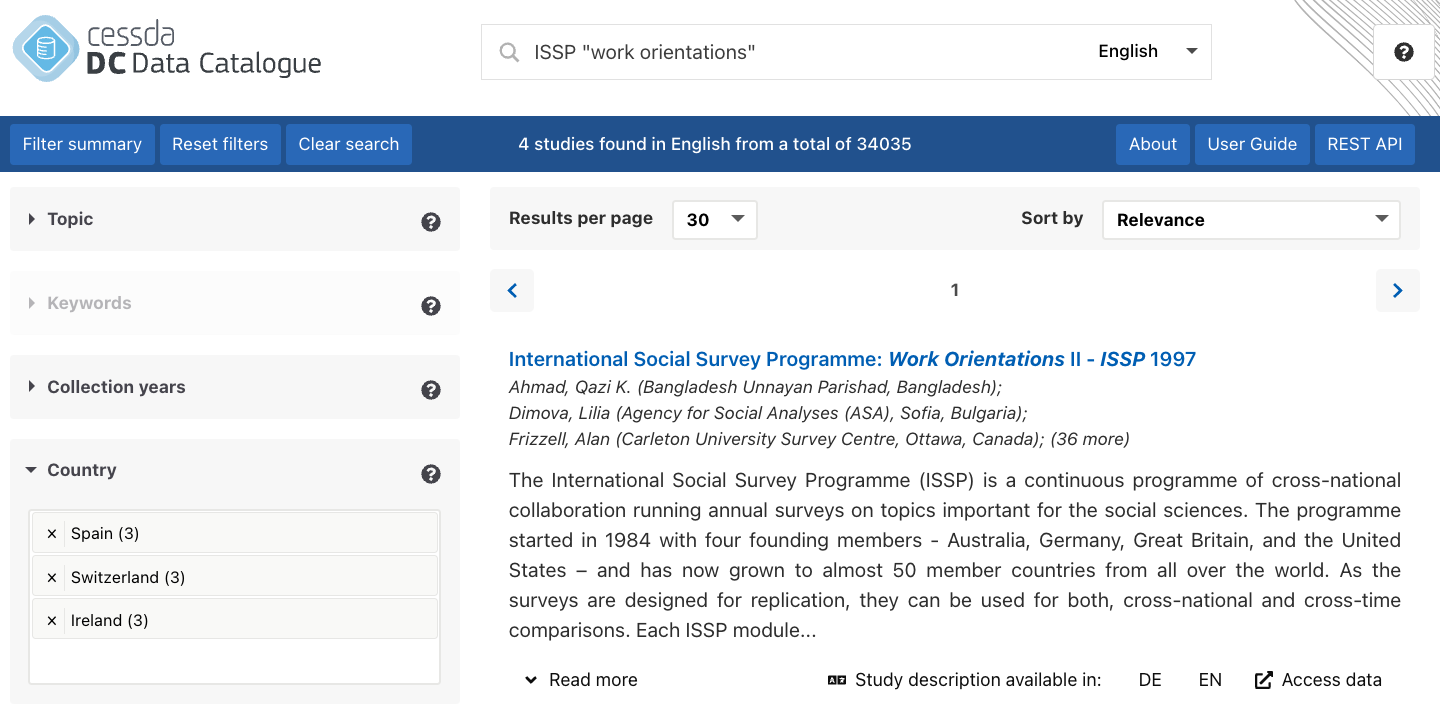 cessda
DC Data Catalogue
ISSP "work orientations"
English
Filter summary
Reset filters
Clear search
4 studies found in English from a total of 34035
About
User Guide
REST API
Topic
Keywords
Collection years
Country
× Spain (3)
× Switzerland (3)
× Ireland (3)
Results per page
30
Sort by
Relevance
1
International Social Survey Programme: Work Orientations II - ISSP 1997
Ahmad, Qazi K. (Bangladesh Unnayan Parishad, Bangladesh);
Dimova, Lilia (Agency for Social Analyses (ASA), Sofia, Bulgaria);
Frizzell, Alan (Carleton University Survey Centre, Ottawa, Canada); (36 more)
The International Social Survey Programme (ISSP) is a continuous programme of cross-national
collaboration running annual surveys on topics important for the social sciences. The programme
started in 1984 with four founding members - Australia, Germany, Great Britain, and the United
States – and has now grown to almost 50 member countries from all over the world. As the
surveys are designed for replication, they can be used for both, cross-national and cross-time
comparisons. Each ISSP module...
Read more
Study description available in:
DE
EN
Access data